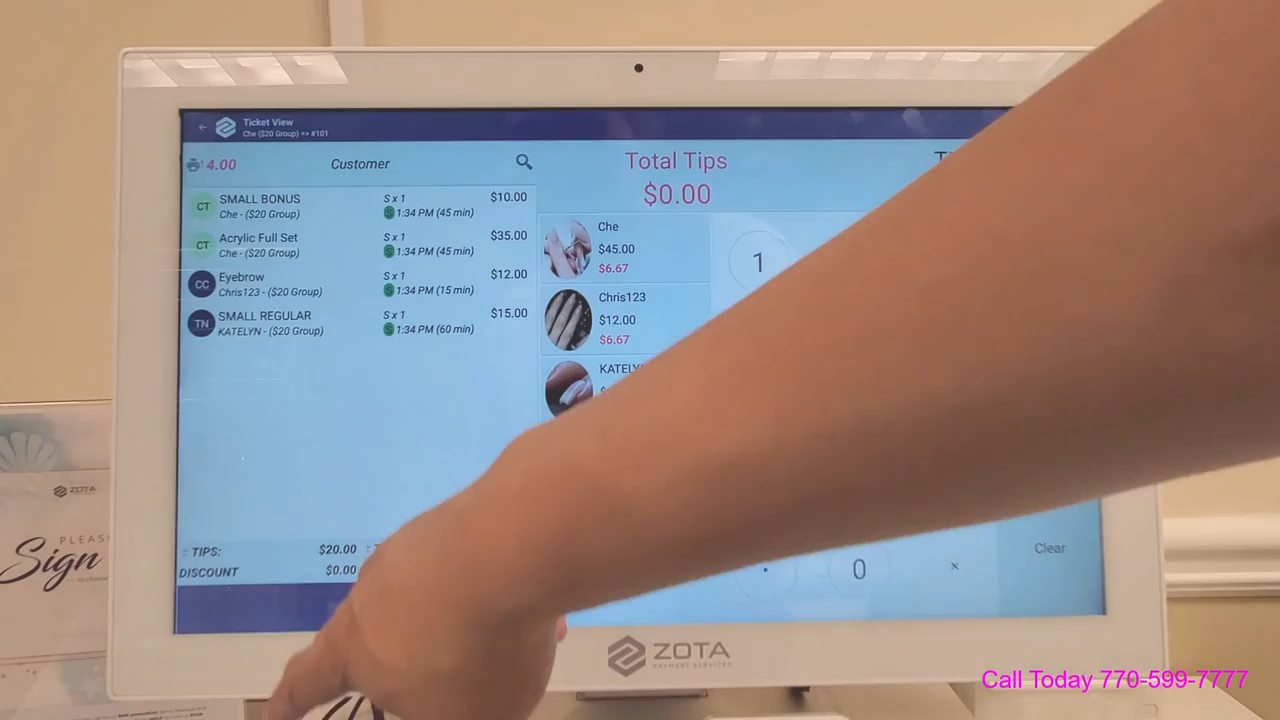 Ticket View
Che ($20 Group) => #101
4.00
Customer
CT
SMALL BONUS
Che - ($20 Group)
S x 1
S 1:34 PM (45 min)
$10.00
CT
Acrylic Full Set
Che - ($20 Group)
S x 1
S 1:34 PM (45 min)
$35.00
CC
Eyebrow
Chris123 - ($20 Group)
S x 1
S 1:34 PM (15 min)
$12.00
TN
SMALL REGULAR
KATELYN - ($20 Group)
S x 1
S 1:34 PM (60 min)
$15.00
TIPS: $20.00
DISCOUNT $0.00
Total Tips
$0.00
Che
$45.00
$6.67
Chris123
$12.00
$6.67
1
.
0
×
Clear
ZOTA
PAYMENT SERVICES
ZOTA
Sign
Call Today 770-599-7777